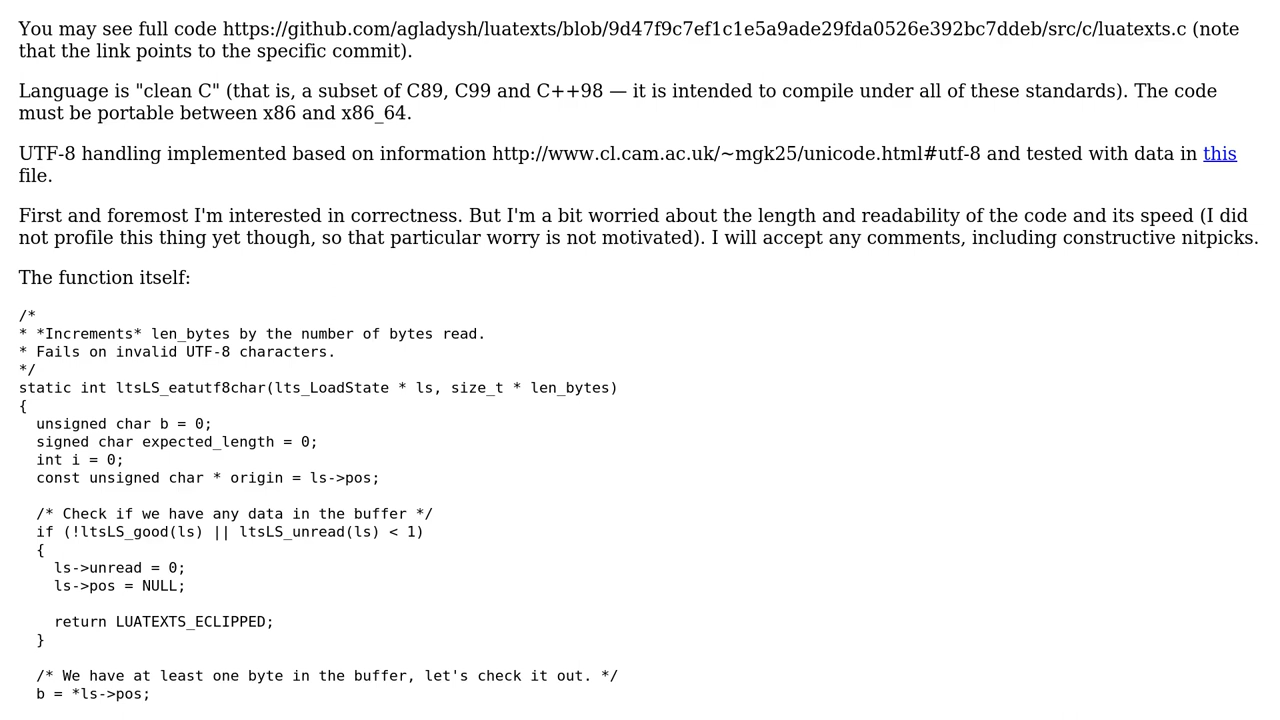 You may see full code https://github.com/agladysh/luatexts/blob/9d47f9c7ef1c1e5a9ade29fda0526e392bc7ddeb/src/c/luatexts.c (note
that the link points to the specific commit).
Language is "clean C" (that is, a subset of C89, C99 and C++98 — it is intended to compile under all of these standards). The code
must be portable between x86 and x86_64.
UTF-8 handling implemented based on information http://www.cl.cam.ac.uk/~mgk25/unicode.html#utf-8 and tested with data in this
file.
First and foremost I'm interested in correctness. But I'm a bit worried about the length and readability of the code and its speed (I did
not profile this thing yet though, so that particular worry is not motivated). I will accept any comments, including constructive nitpicks.
The function itself:
/*
* *Increments* len_bytes by the number of bytes read.
* Fails on invalid UTF-8 characters.
*/
static int ltsLS_eatutf8char(lts_LoadState * ls, size_t * len_bytes)
{
  unsigned char b = 0;
  signed char expected_length = 0;
  int i = 0;
  const unsigned char * origin = ls->pos;
  /* Check if we have any data in the buffer */
  if (!ltsLS_good(ls) || ltsLS_unread(ls) < 1)
  {
    ls->unread = 0;
    ls->pos = NULL;
    return LUATEXTS_ECLIPPED;
  }
  /* We have at least one byte in the buffer, let's check it out. */
  b = *ls->pos;